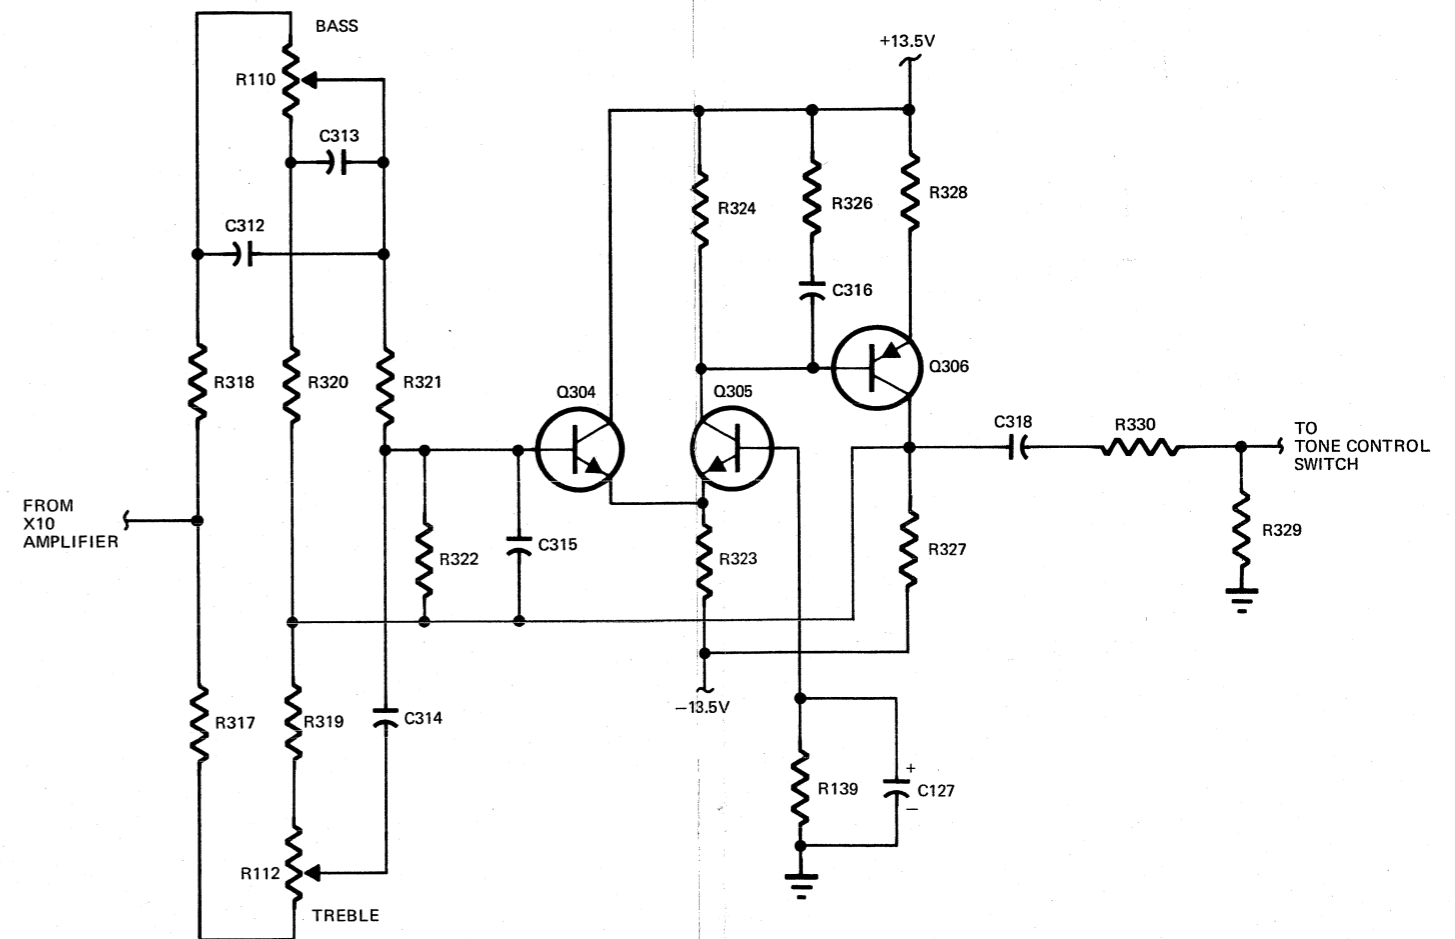 BASS
+13.5V
R110
C313
R324
R326
R328
C312
C316
R318
R320
R321
Q304
Q305
Q306
C318
R330
TO
TONE CONTROL
SWITCH
FROM
X10
AMPLIFIER
R322
C315
R323
R327
R329
R317
R319
C314
−13.5V
R139
+
C127
−
R112
TREBLE